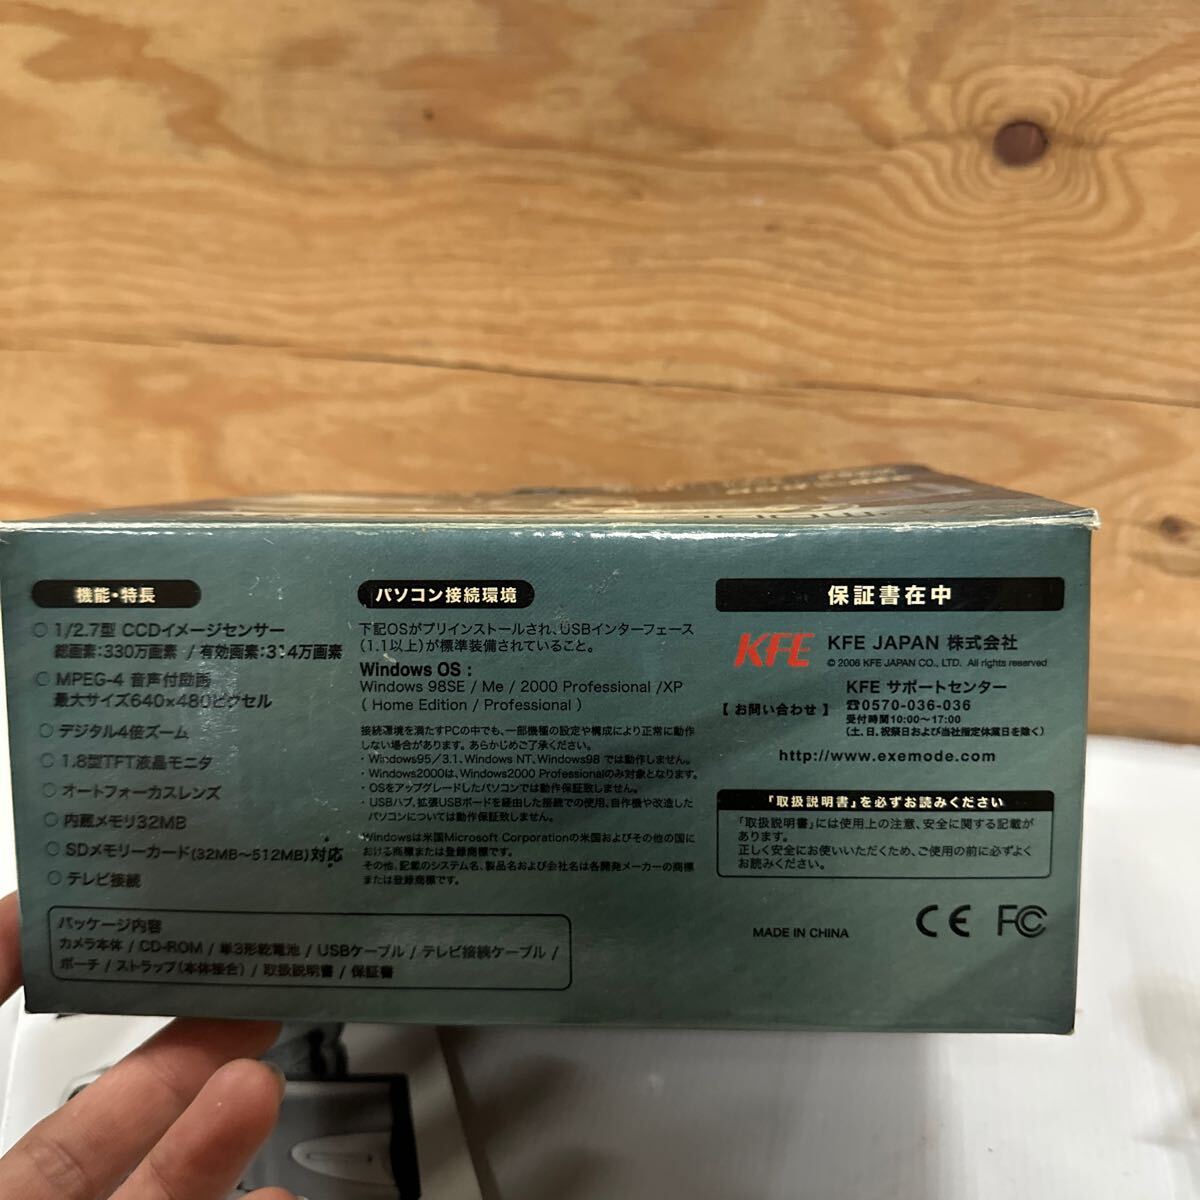 機能・特長
○ 1/2.7型 CCDイメージセンサー
総画素:330万画素 / 有効画素:314万画素
○ MPEG-4 音声付動画
最大サイズ640×480ピクセル
○ デジタル4倍ズーム
○ 1.8型TFT液晶モニタ
○ オートフォーカスレンズ
○ 内蔵メモリ32MB
○ SDメモリーカード(32MB～512MB)対応
○ テレビ接続
パッケージ内容
カメラ本体 / CD-ROM / 単3形乾電池 / USBケーブル / テレビ接続ケーブル /
ポーチ / ストラップ(本体接合) / 取扱説明書 / 保証書
パソコン接続環境
下記OSがプリインストールされ、USBインターフェース
(1.1以上)が標準装備されていること。
Windows OS :
Windows 98SE / Me / 2000 Professional /XP
( Home Edition / Professional )
接続環境を満たすPCの中でも、一部機種の設定や構成により正常に動作
しない場合があります。あらかじめご了承ください。
・Windows95/3.1、Windows NT、Windows98 では動作しません。
・Windows2000は、Windows2000 Professionalのみ対象となります。
・OSをアップグレードしたパソコンでは動作保証致しません。
・USBハブ、拡張USBボードを経由した接続での使用、自作機や改造した
パソコンについては動作保証致しません。
Windowsは米国Microsoft Corporationの米国およびその他の国に
おける商標または登録商標です。
その他、記載のシステム名、製品名および会社名は各開発メーカーの商標
または登録商標です。
保証書在中
KFE KFE JAPAN 株式会社
© 2006 KFE JAPAN CO., LTD. All rights reserved
【 お問い合わせ 】
KFE サポートセンター
☎0570-036-036
受付時間10:00～17:00
(土、日、祝祭日および当社指定休業日を除く)
http://www.exemode.com
「取扱説明書」を必ずお読みください
「取扱説明書」には使用上の注意、安全に関する記載が
あります。
正しく安全にお使いいただくため、ご使用の前に必ずよく
お読みください。
MADE IN CHINA
CE FC